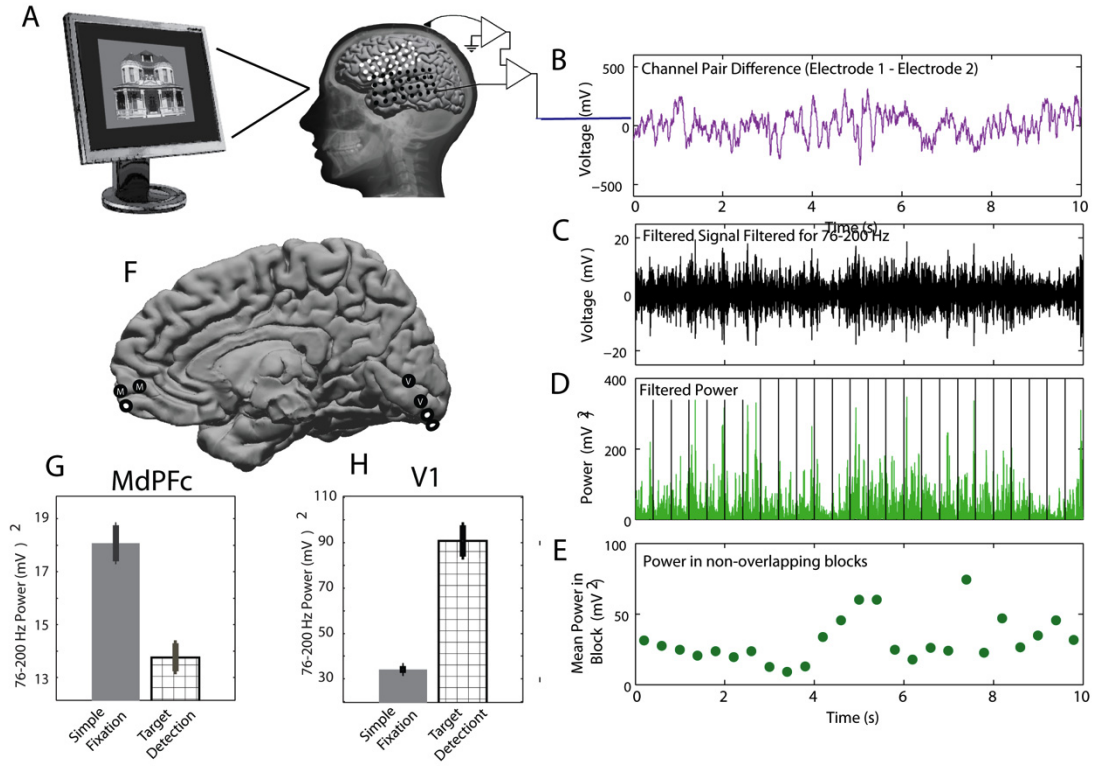 A
B
Channel Pair Difference (Electrode 1 - Electrode 2)
500
0
−500
Voltage (mV)
0 2 4 6 8 10
Time (s)
C
Filtered Signal Filtered for 76-200 Hz
20
0
−20
Voltage (mV)
D
Filtered Power
400
200
0
Power (mV 2)
E
Power in non-overlapping blocks
100
50
0
Mean Power in
Block (mV 2)
0 2 4 6 8 10
Time (s)
F
M M
V
V
G
MdPFc
76-200 Hz Power (mV ) 2
19
17
14
13
Simple
Fixation
Target
Detection
H
V1
76-200 Hz Power (mV ) 2
110
90
70
50
30
Simple
Fixation
Target
Detectiont